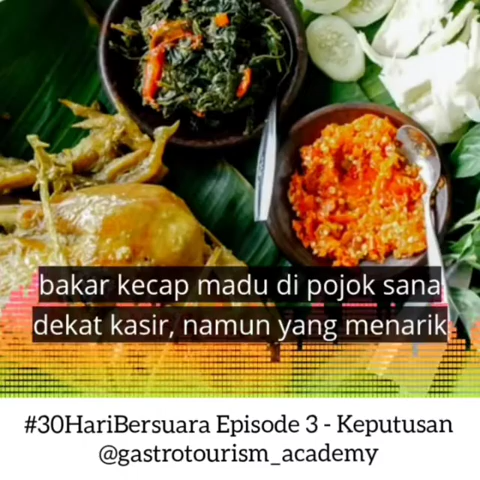 bakar kecap madu di pojok sana
dekat kasir, namun yang menarik
#30HariBersuara Episode 3 - Keputusan
@gastrotourism_academy